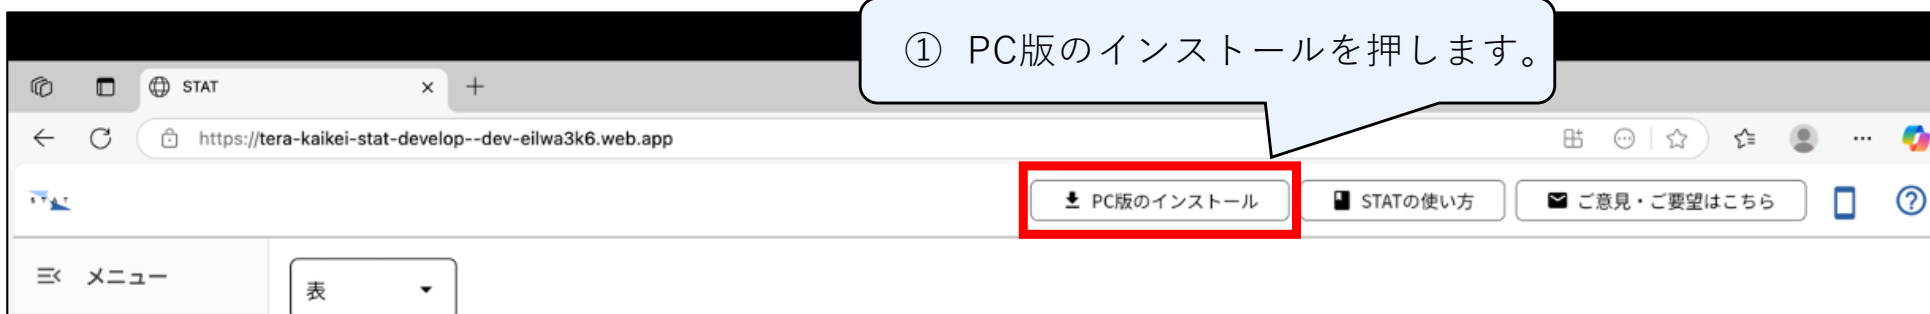 ① PC版のインストールを押します。
STAT
https://tera-kaikei-stat-develop--dev-eilwa3k6.web.app
STAT
PC版のインストール
STATの使い方
ご意見・ご要望はこちら
メニュー
表